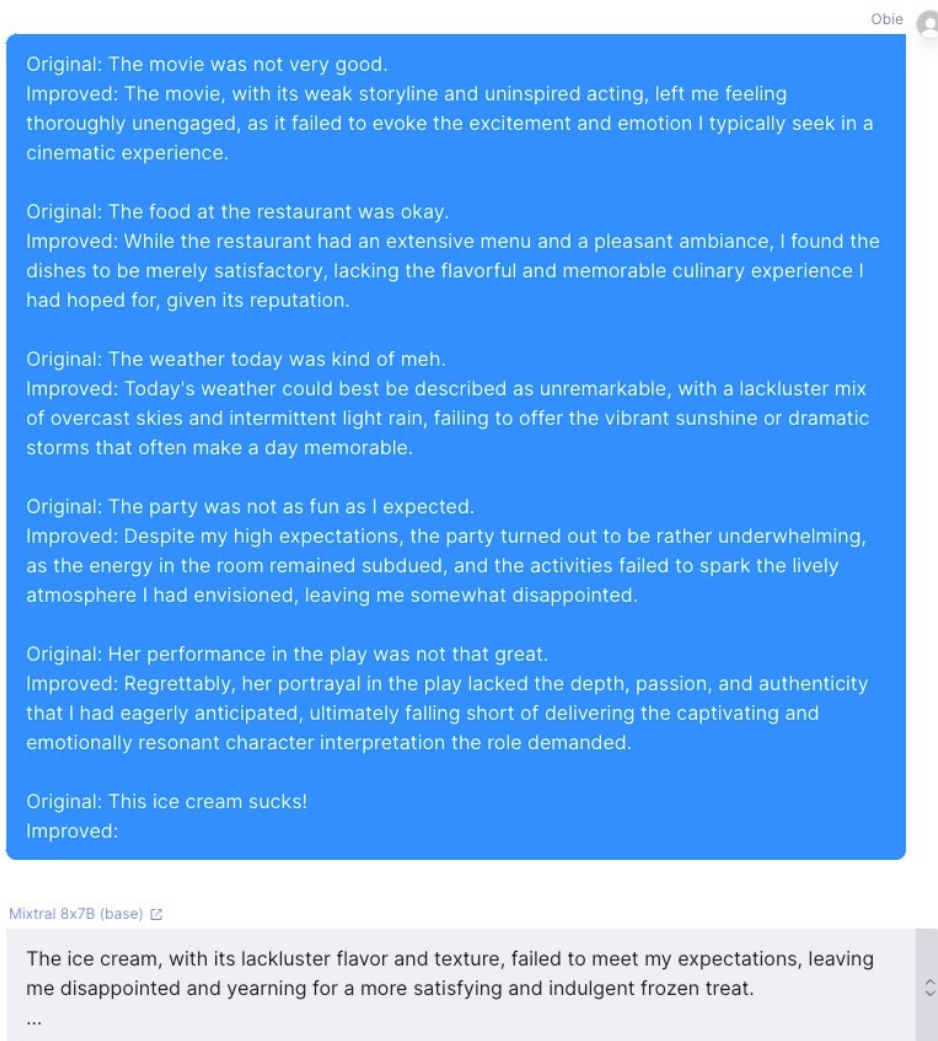 Obie
Original: The movie was not very good.
Improved: The movie, with its weak storyline and uninspired acting, left me feeling
thoroughly unengaged, as it failed to evoke the excitement and emotion I typically seek in a
cinematic experience.
Original: The food at the restaurant was okay.
Improved: While the restaurant had an extensive menu and a pleasant ambiance, I found the
dishes to be merely satisfactory, lacking the flavorful and memorable culinary experience I
had hoped for, given its reputation.
Original: The weather today was kind of meh.
Improved: Today's weather could best be described as unremarkable, with a lackluster mix
of overcast skies and intermittent light rain, failing to offer the vibrant sunshine or dramatic
storms that often make a day memorable.
Original: The party was not as fun as I expected.
Improved: Despite my high expectations, the party turned out to be rather underwhelming,
as the energy in the room remained subdued, and the activities failed to spark the lively
atmosphere I had envisioned, leaving me somewhat disappointed.
Original: Her performance in the play was not that great.
Improved: Regrettably, her portrayal in the play lacked the depth, passion, and authenticity
that I had eagerly anticipated, ultimately falling short of delivering the captivating and
emotionally resonant character interpretation the role demanded.
Original: This ice cream sucks!
Improved:
Mixtral 8x7B (base)
The ice cream, with its lackluster flavor and texture, failed to meet my expectations, leaving
me disappointed and yearning for a more satisfying and indulgent frozen treat.
...